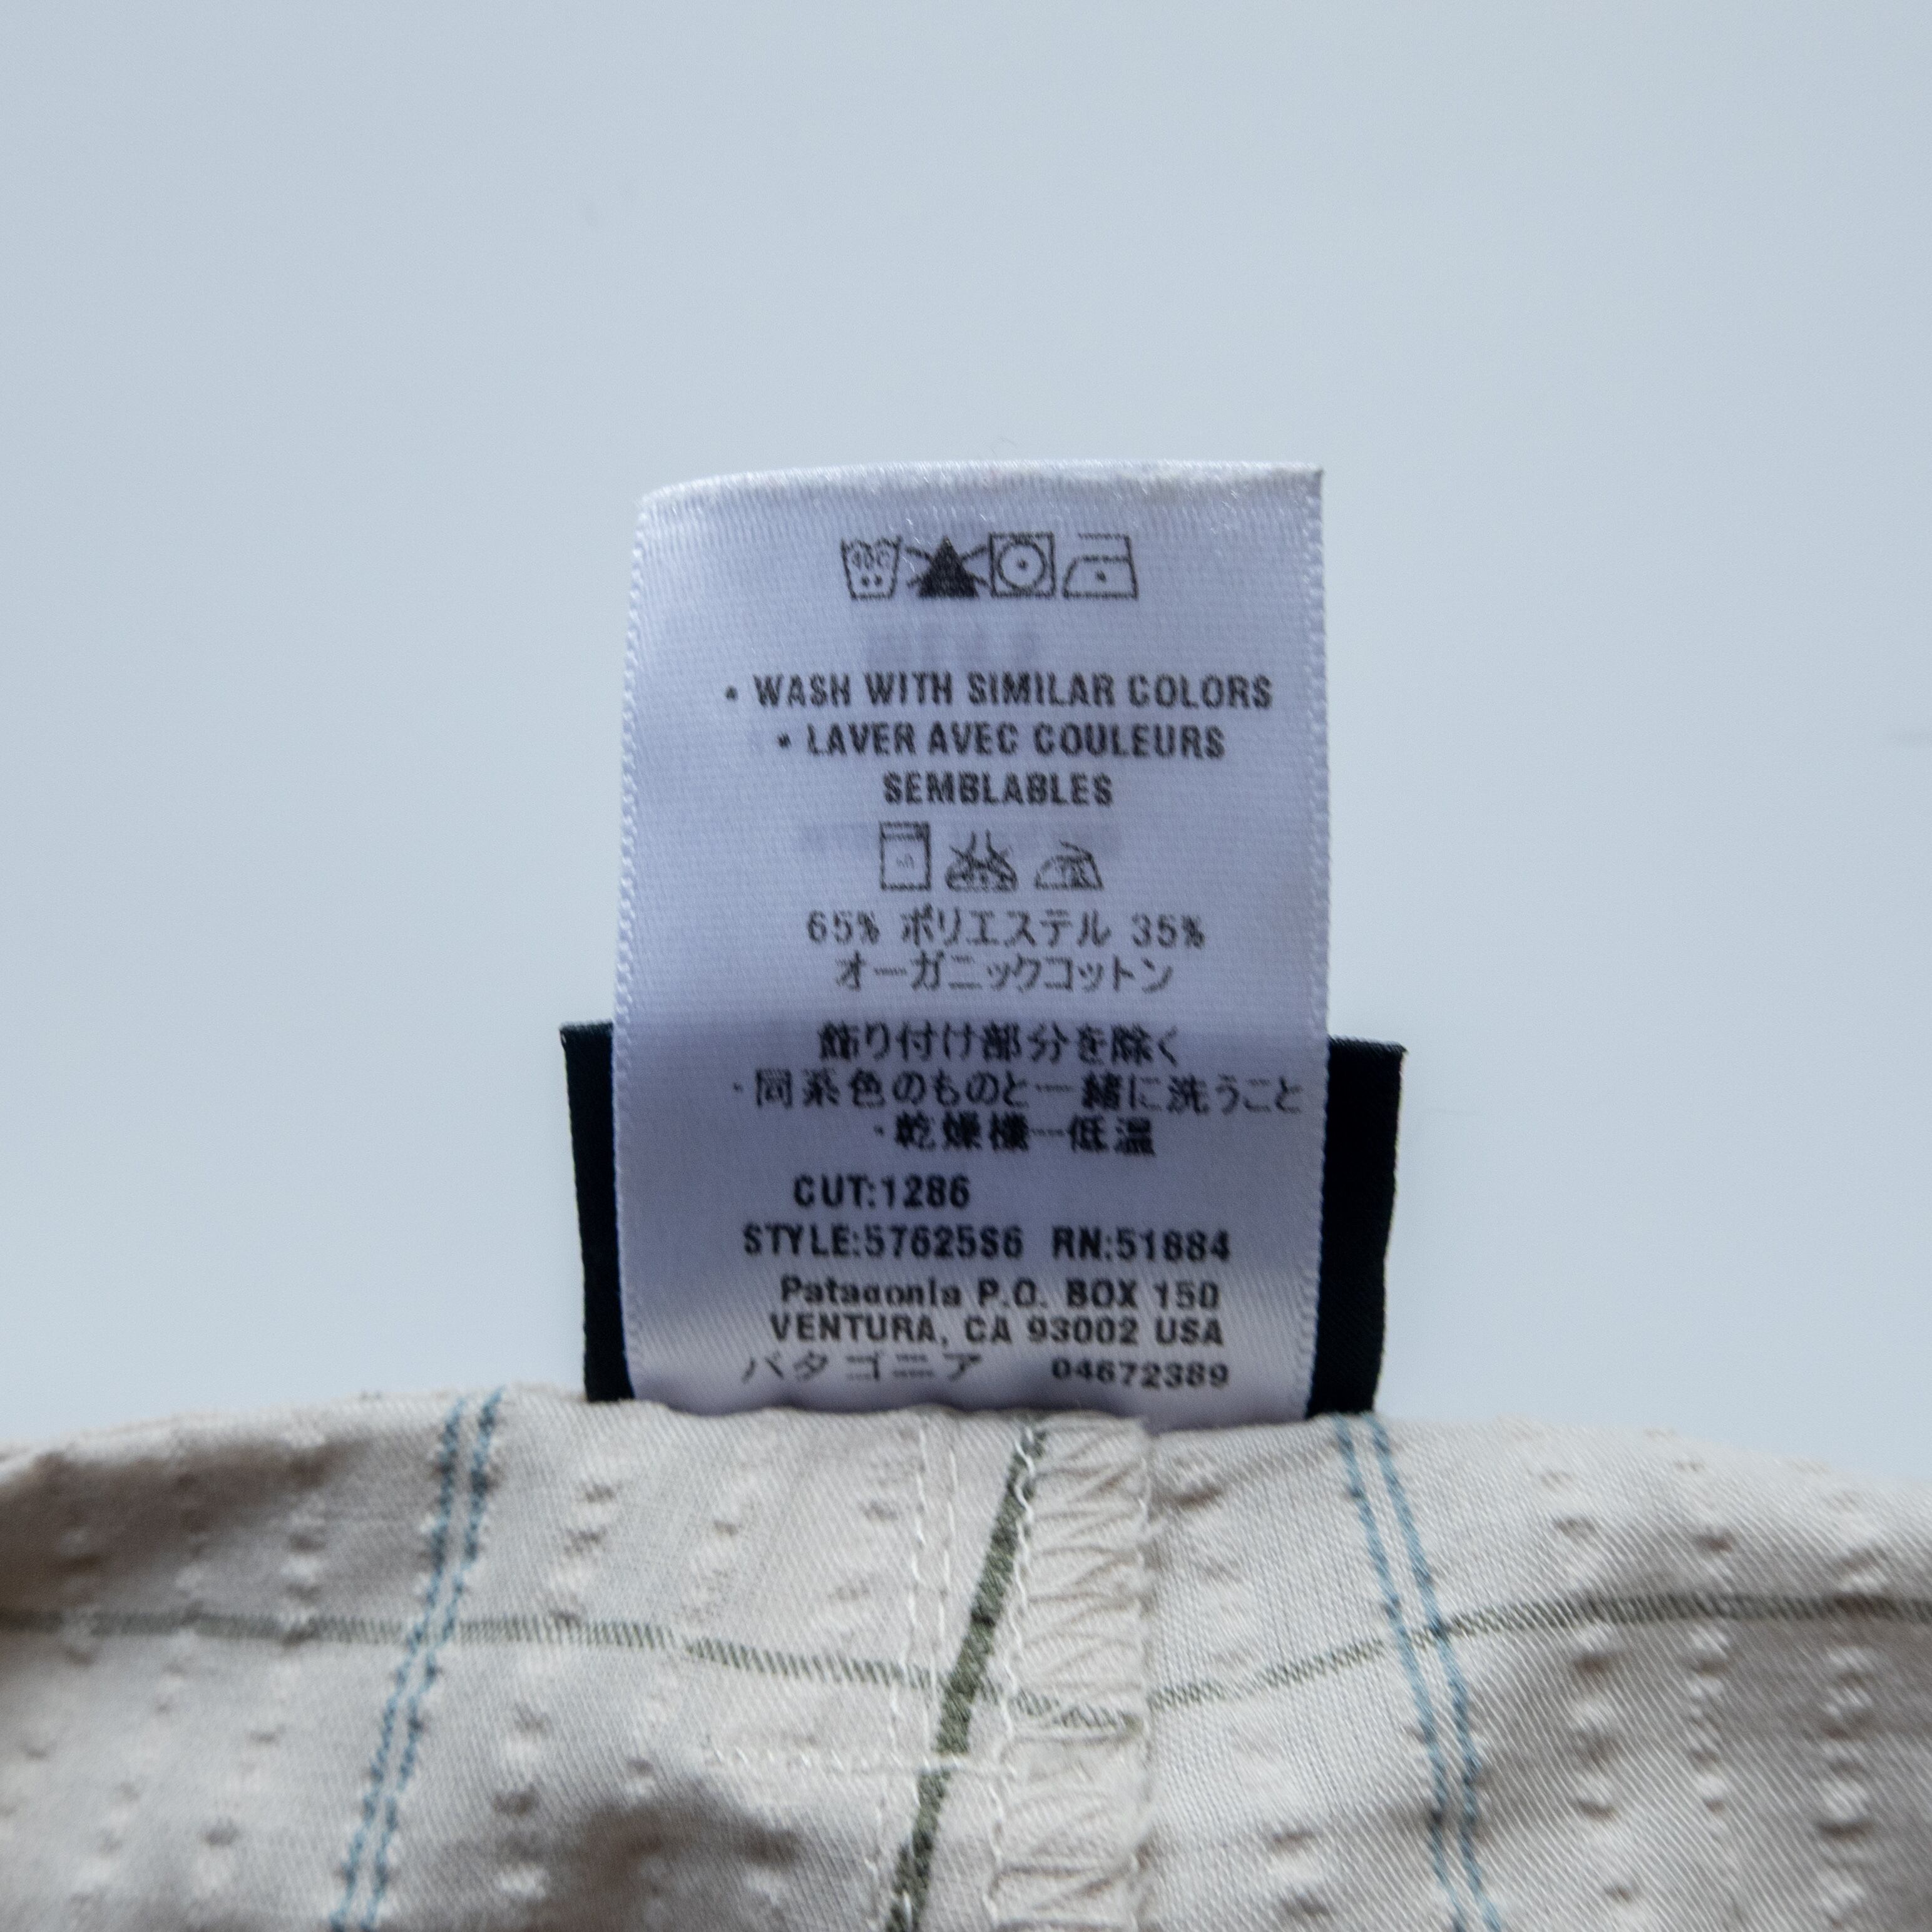 • WASH WITH SIMILAR COLORS
• LAVER AVEC COULEURS
SEMBLABLES
65% ポリエステル 35%
オーガニックコットン
飾り付け部分を除く
・同系色のものと一緒に洗うこと
・乾燥機―低温
CUT:1286
STYLE:57625S6 RN:51884
Patagonia P.O. BOX 150
VENTURA, CA 93002 USA
パタゴニア 04672389